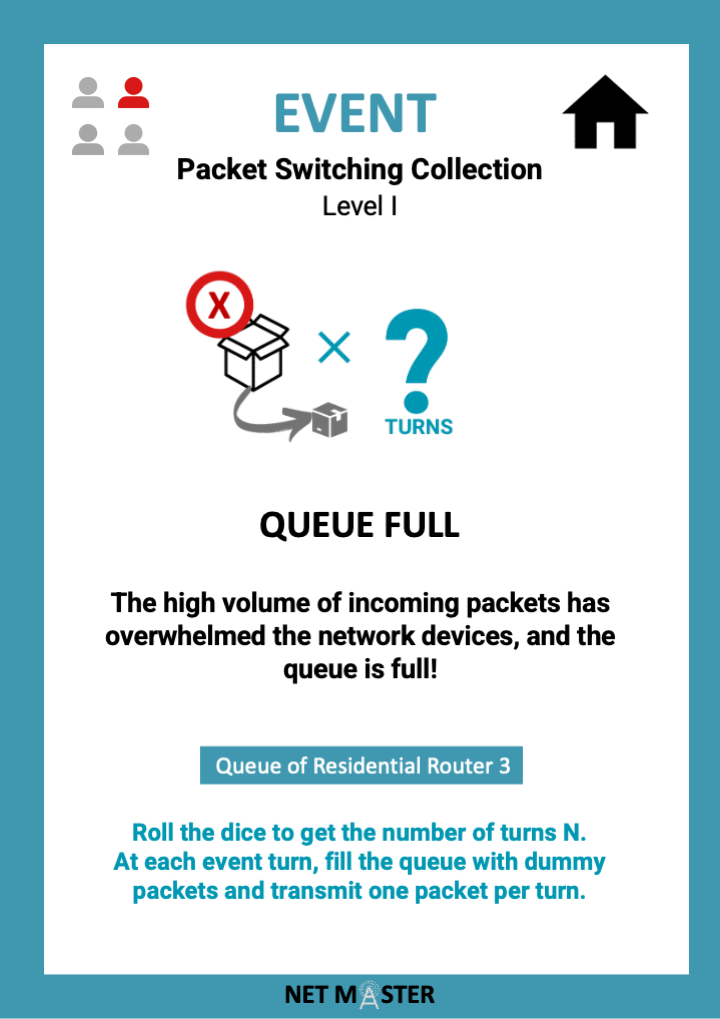 EVENT
Packet Switching Collection
Level I
X
×
?
TURNS
QUEUE FULL
The high volume of incoming packets has
overwhelmed the network devices, and the
queue is full!
Queue of Residential Router 3
Roll the dice to get the number of turns N.
At each event turn, fill the queue with dummy
packets and transmit one packet per turn.
NET MASTER